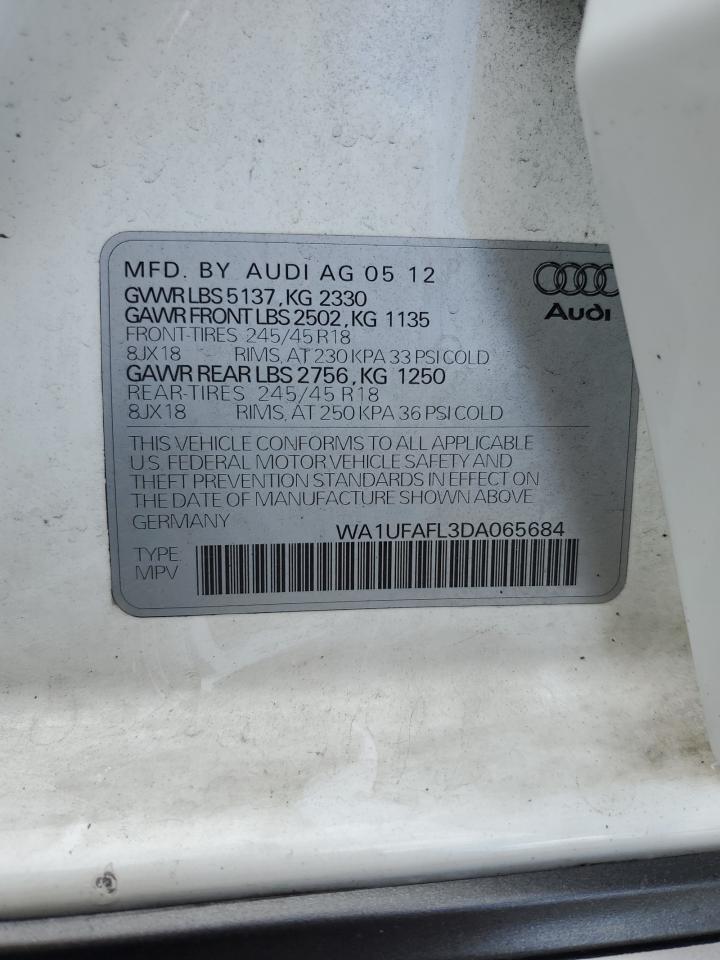 MFD. BY AUDI AG 05 12
GVWR LBS 5137, KG 2330
GAWR FRONT LBS 2502, KG 1135
FRONT-TIRES 245/45 R18
8JX18 RIMS, AT 230 KPA 33 PSI COLD
GAWR REAR LBS 2756, KG 1250
REAR-TIRES 245/45 R 18
8JX18 RIMS, AT 250 KPA 36 PSI COLD
Audi
THIS VEHICLE CONFORMS TO ALL APPLICABLE
U.S. FEDERAL MOTOR VEHICLE SAFETY AND
THEFT PREVENTION STANDARDS IN EFFECT ON
THE DATE OF MANUFACTURE SHOWN ABOVE
GERMANY
WA1UFAFL3DA065684
TYPE
MPV